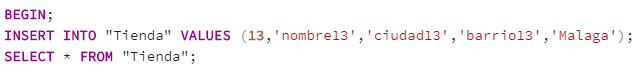 BEGIN;
INSERT INTO "Tienda" VALUES (13,'nombre13','ciudad13','barrio13','Malaga');
SELECT * FROM "Tienda";